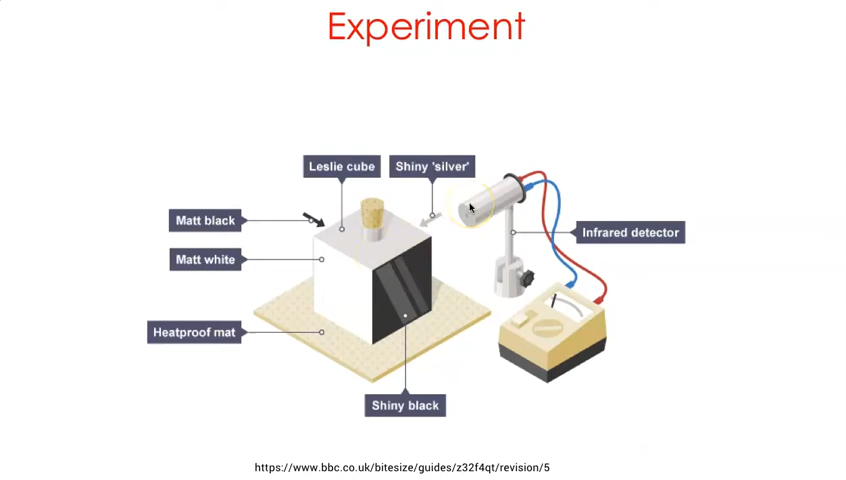 Experiment
Leslie cube
Shiny 'silver'
Matt black
Infrared detector
Matt white
Heatproof mat
Shiny black
https://www.bbc.co.uk/bitesize/guides/z32f4qt/revision/5